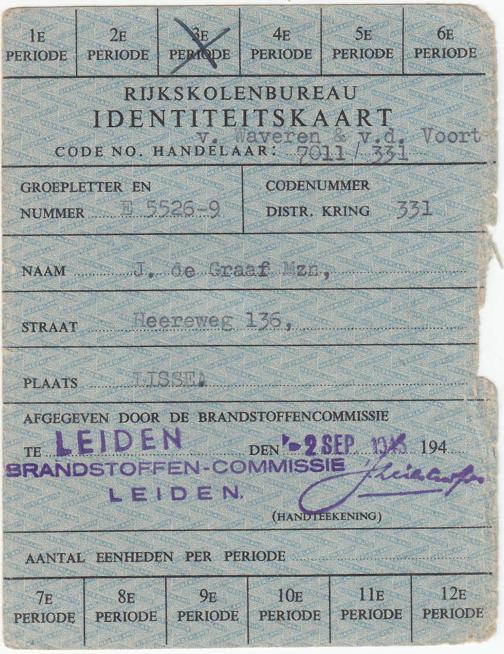 1E PERIODE 2E PERIODE 3E PERIODE 4E PERIODE 5E PERIODE 6E PERIODE
RIJKSKOLENBUREAU
IDENTITEITSKAART
v. Waveren & v.d. Voort
CODE NO. HANDELAAR: 7011 / 331
GROEPLETTER EN NUMMER E 5526-9
CODENUMMER DISTR. KRING 331
NAAM J. de Graaf Mzn,
STRAAT Heereweg 136,
PLAATS LISSE.
AFGEGEVEN DOOR DE BRANDSTOFFENCOMMISSIE
TE LEIDEN DEN -2 SEP. 194
BRANDSTOFFEN-COMMISSIE
LEIDEN.
(HANDTEEKENING)
AANTAL EENHEDEN PER PERIODE
7E PERIODE 8E PERIODE 9E PERIODE 10E PERIODE 11E PERIODE 12E PERIODE